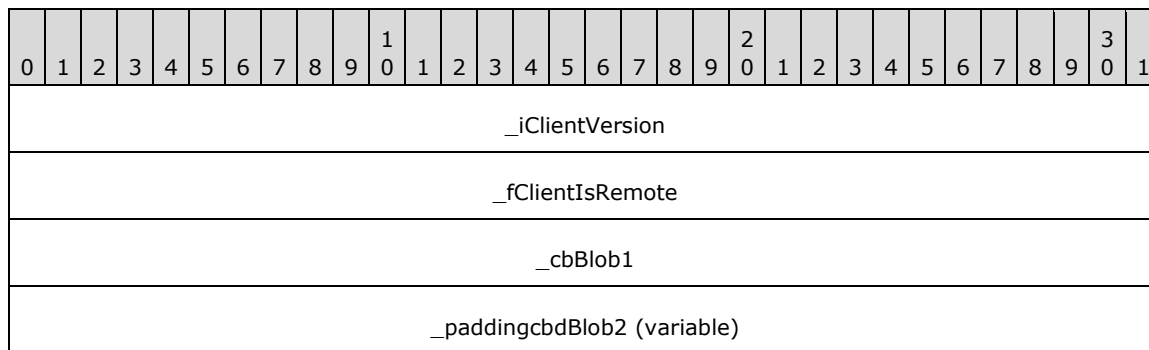 1 2 3
0 1 2 3 4 5 6 7 8 9 0 1 2 3 4 5 6 7 8 9 0 1 2 3 4 5 6 7 8 9 0 1
_iClientVersion
_fClientIsRemote
_cbBlob1
_paddingcbdBlob2 (variable)